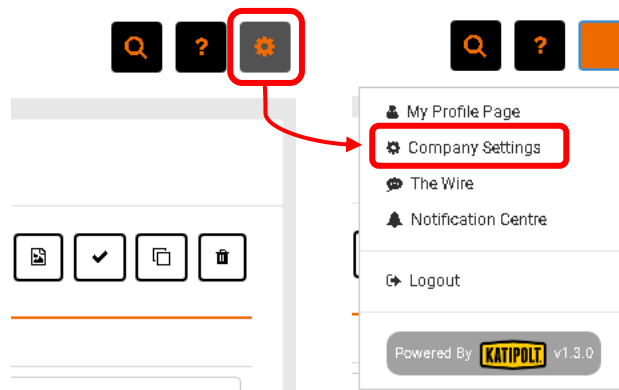 ?
?
My Profile Page
Company Settings
The Wire
Notification Centre
Logout
Powered By KATIPOLT. v1.3.0